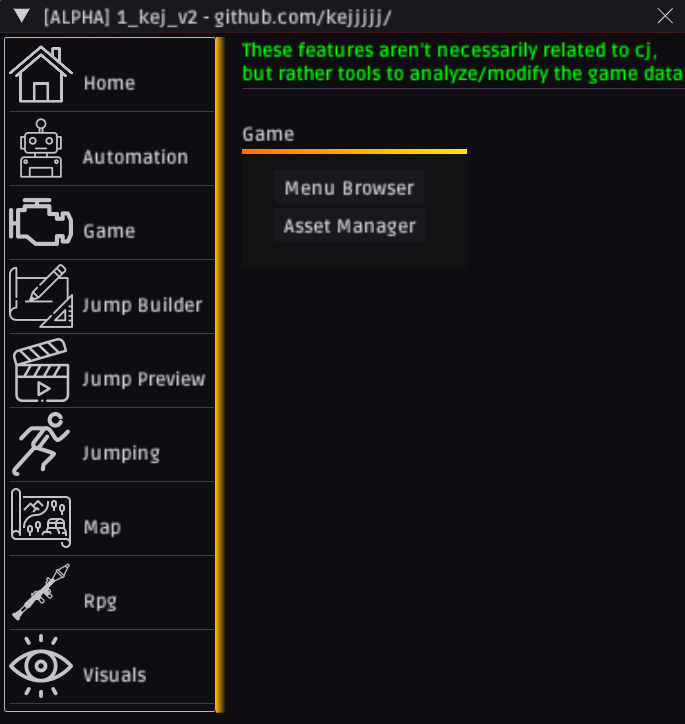 [ALPHA] 1_kej_v2 - github.com/kejjjjj/
Home
Automation
Game
Jump Builder
Jump Preview
Jumping
Map
Rpg
Visuals
These features aren't necessarily related to cj,
but rather tools to analyze/modify the game data
Game
Menu Browser
Asset Manager